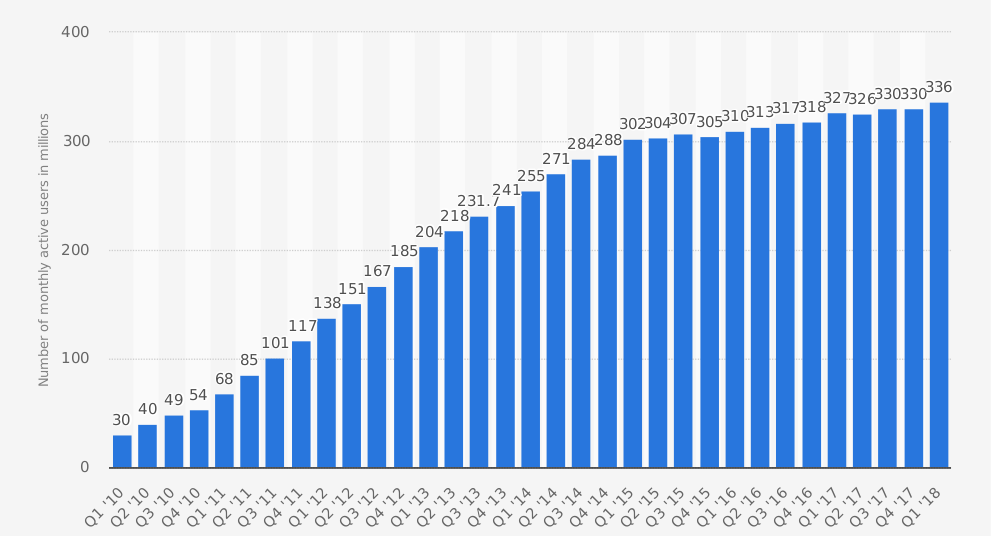 400
300
200
100
0
Number of monthly active users in millions
30
40
49
54
68
85
101
117
138
151
167
185
204
218
231.7
241
255
271
284
288
302
304
307
305
310
313
317
318
327
326
330
330
336
Q1 '10
Q2 '10
Q3 '10
Q4 '10
Q1 '11
Q2 '11
Q3 '11
Q4 '11
Q1 '12
Q2 '12
Q3 '12
Q4 '12
Q1 '13
Q2 '13
Q3 '13
Q4 '13
Q1 '14
Q2 '14
Q3 '14
Q4 '14
Q1 '15
Q2 '15
Q3 '15
Q4 '15
Q1 '16
Q2 '16
Q3 '16
Q4 '16
Q1 '17
Q2 '17
Q3 '17
Q4 '17
Q1 '18